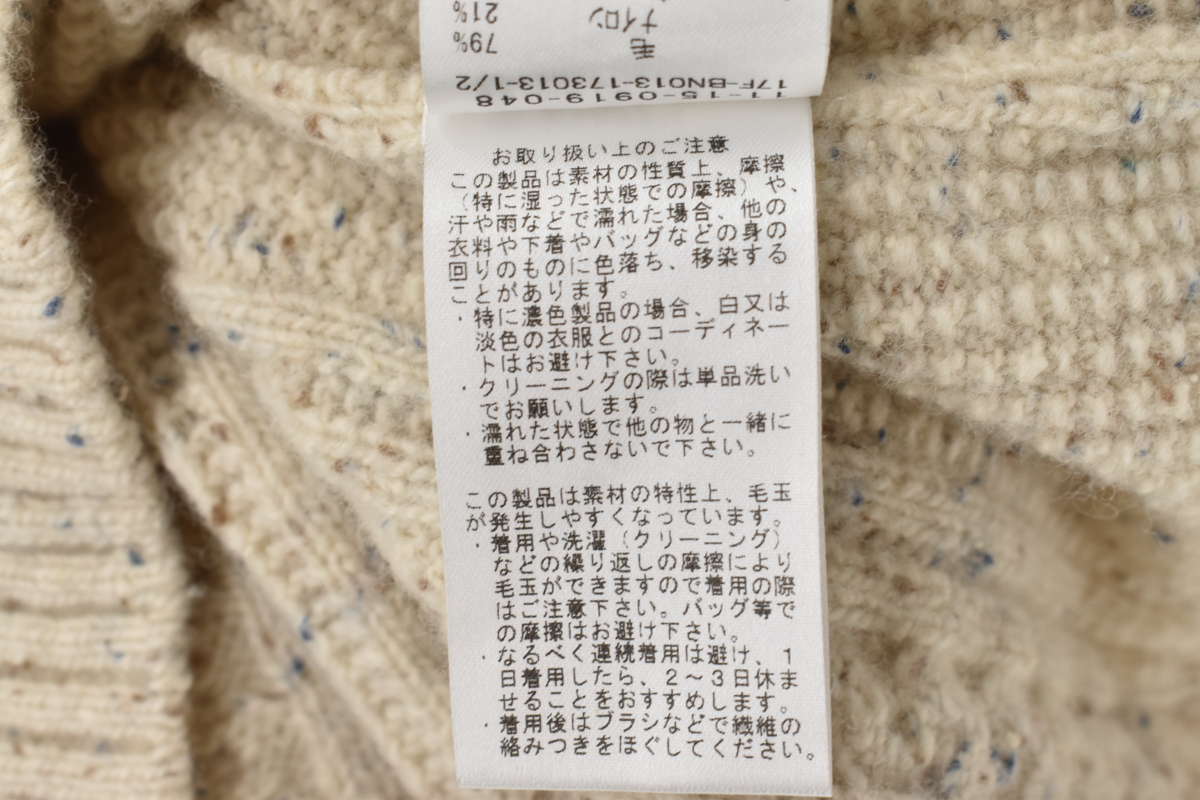 毛 79%
ナイロン 21%
11-15-0919-048
17F-BN013-173013-1/2
お取り扱い上のご注意
この製品は素材の性質上、摩擦
（特に湿った状態での摩擦）や、
汗や雨などで濡れた場合、他の
衣料や下着やバッグなどの身の
回りのものに色落ち、移染する
ことがあります。
・特に濃色製品の場合、白又は
淡色の衣服とのコーディネー
トはお避け下さい。
・クリーニングの際は単品洗い
でお願いします。
・濡れた状態で他の物と一緒に
重ね合わさないで下さい。
この製品は素材の特性上、毛玉
が発生しやすくなっています。
・着用や洗濯（クリーニング）
などの繰り返しの摩擦により
毛玉ができますので着用の際
はご注意下さい。バッグ等で
の摩擦はお避け下さい。
・なるべく連続着用は避け、1
日着用したら、2～3日休ま
せることをおすすめします。
・着用後はブラシなどで繊維の
絡みつきをほぐしてください。